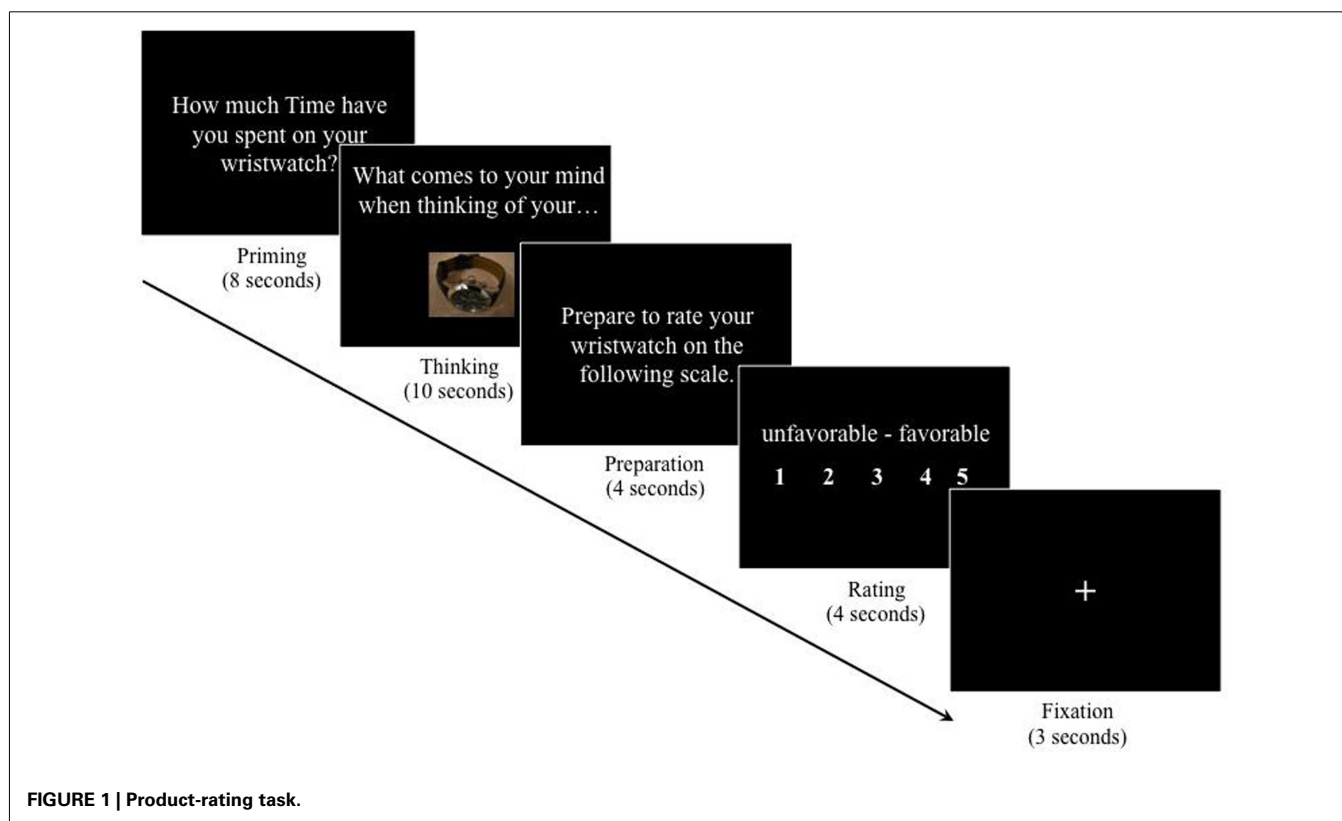 How much Time have
you spent on your
wristwatch?
Priming
(8 seconds)
What comes to your mind
when thinking of your…
Thinking
(10 seconds)
Prepare to rate your
wristwatch on the
following scale.
Preparation
(4 seconds)
unfavorable - favorable
1 2 3 4 5
Rating
(4 seconds)
+
Fixation
(3 seconds)
FIGURE 1 | Product-rating task.